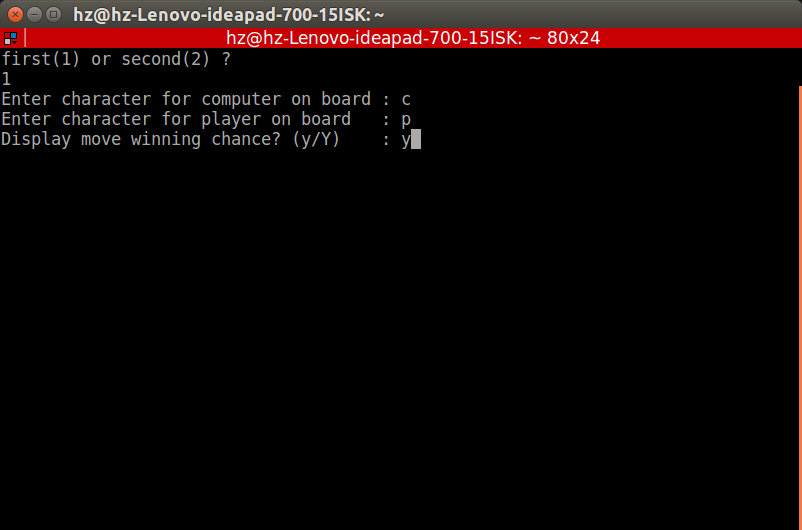 hz@hz-Lenovo-ideapad-700-15ISK: ~
hz@hz-Lenovo-ideapad-700-15ISK: ~ 80x24
first(1) or second(2) ?
1
Enter character for computer on board : c
Enter character for player on board   : p
Display move winning chance? (y/Y)    : y